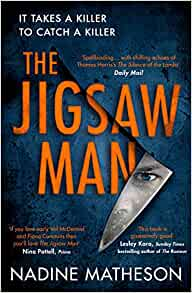 IT TAKES A KILLER
TO CATCH A KILLER
THE
JIGSAW
MAN
'Spellbinding ... with shifting echoes of
Thomas Harris's The Silence of the Lambs'
Daily Mail
'If you love early Val McDermid
and Fiona Cummins then
you'll love The Jigsaw Man'
Nina Pottell, Prima
'This book is
gruesomely good'
Lesley Kara, Sunday Times
bestselling author of The Rumour
NADINE MATHESON